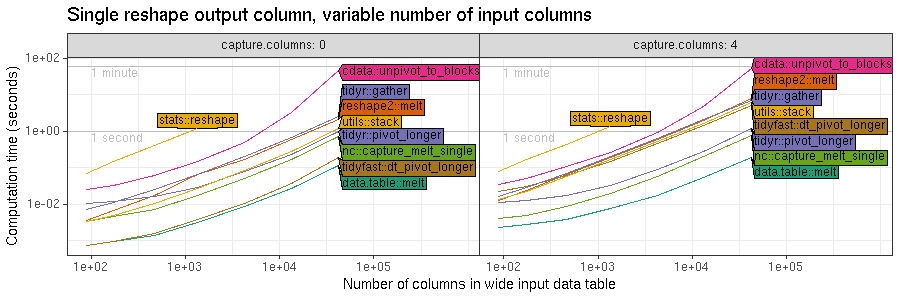 Single reshape output column, variable number of input columns
capture.columns: 0
capture.columns: 4
Computation time (seconds)
1e+02
1e+00
1e-02
1 minute
1 second
stats::reshape
cdata::unpivot_to_blocks
tidyr::gather
reshape2::melt
utils::stack
tidyr::pivot_longer
nc::capture_melt_single
tidyfast::dt_pivot_longer
data.table::melt
1 minute
1 second
stats::reshape
cdata::unpivot_to_blocks
reshape2::melt
tidyr::gather
utils::stack
tidyfast::dt_pivot_longer
tidyr::pivot_longer
nc::capture_melt_single
data.table::melt
1e+02 1e+03 1e+04 1e+05
1e+02 1e+03 1e+04 1e+05
Number of columns in wide input data table